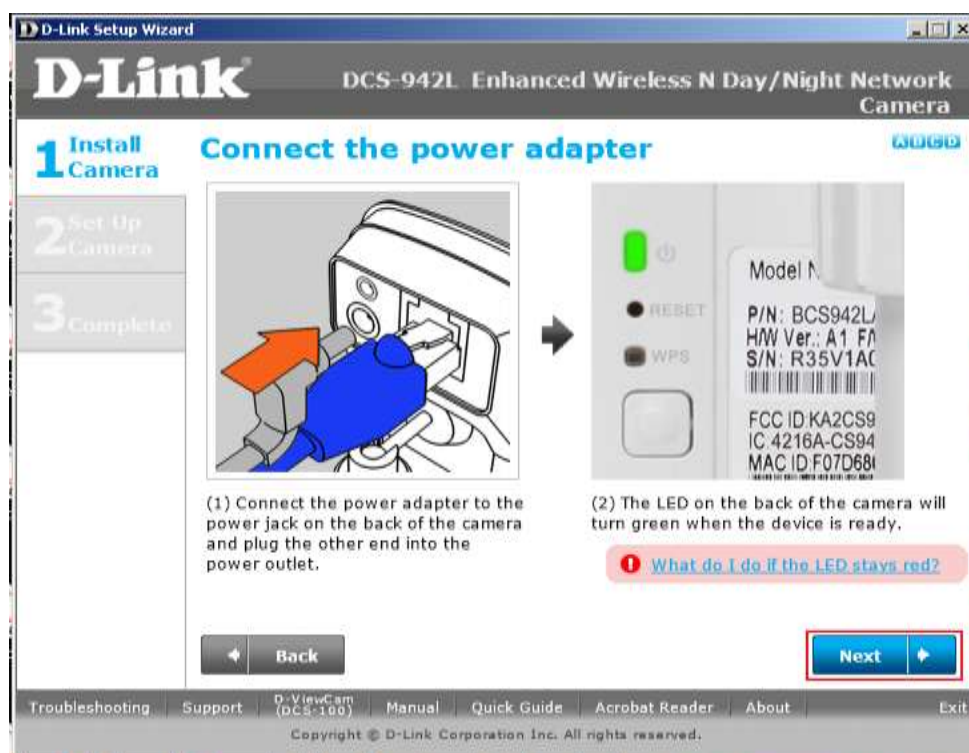 D-Link Setup Wizard
D-Link
DCS-942L Enhanced Wireless N Day/Night Network
Camera
1 Install
Camera
2 Set-Up
Camera
3 Complete
Connect the power adapter
A B C D
RESET
WPS
Model N
P/N: BCS942L/
H/W Ver.: A1 F/
S/N: R35V1A
FCC ID:KA2CS9
IC 4216A-CS94
MAC ID:F07D68
(1) Connect the power adapter to the
power jack on the back of the camera
and plug the other end into the
power outlet.
(2) The LED on the back of the camera will
turn green when the device is ready.
What do I do if the LED stays red?
Back
Next
Troubleshooting
Support
D-ViewCam
(DCS-100)
Manual
Quick Guide
Acrobat Reader
About
Exit
Copyright © D-Link Corporation Inc. All rights reserved.